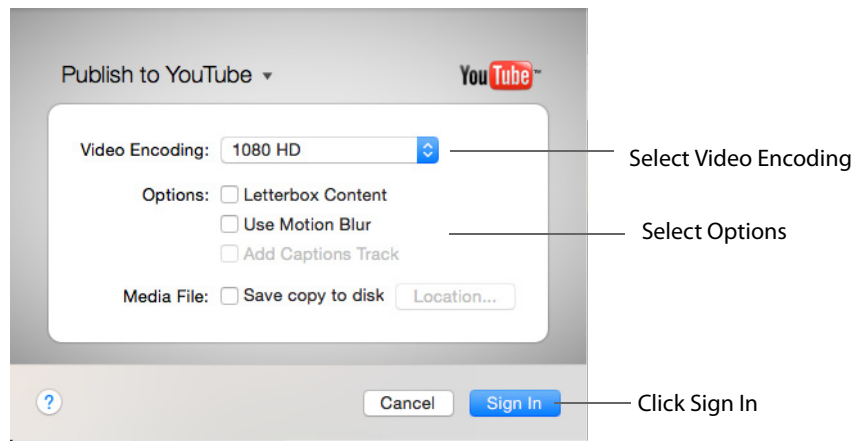 Publish to YouTube
YouTube™
Video Encoding: 1080 HD
Select Video Encoding
Options: Letterbox Content
Use Motion Blur
Select Options
Add Captions Track
Media File: Save copy to disk Location...
? Cancel Sign In
Click Sign In